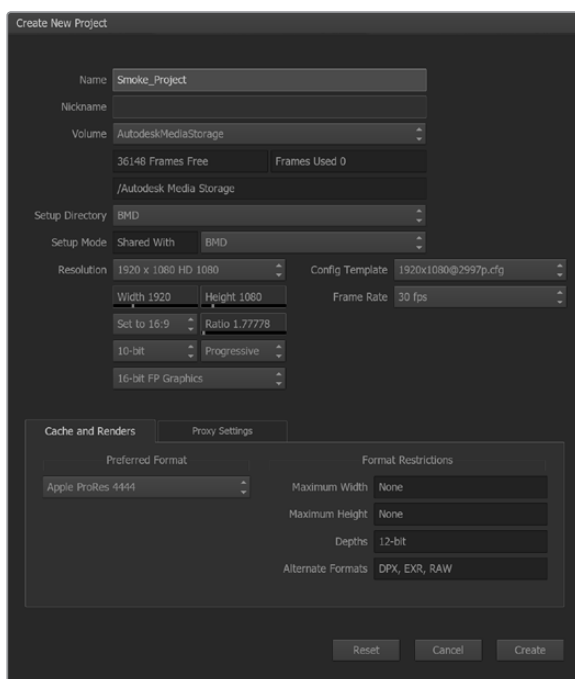 Create New Project
Name Smoke_Project
Nickname
Volume AutodeskMediaStorage
36148 Frames Free Frames Used 0
/Autodesk Media Storage
Setup Directory BMD
Setup Mode Shared With BMD
Resolution 1920 x 1080 HD 1080 Config Template 1920x1080@2997p.cfg
Width 1920 Height 1080 Frame Rate 30 fps
Set to 16:9 Ratio 1.77778
10-bit Progressive
16-bit FP Graphics
Cache and Renders Proxy Settings
Preferred Format Format Restrictions
Apple ProRes 4444 Maximum Width None
Maximum Height None
Depths 12-bit
Alternate Formats DPX, EXR, RAW
Reset Cancel Create